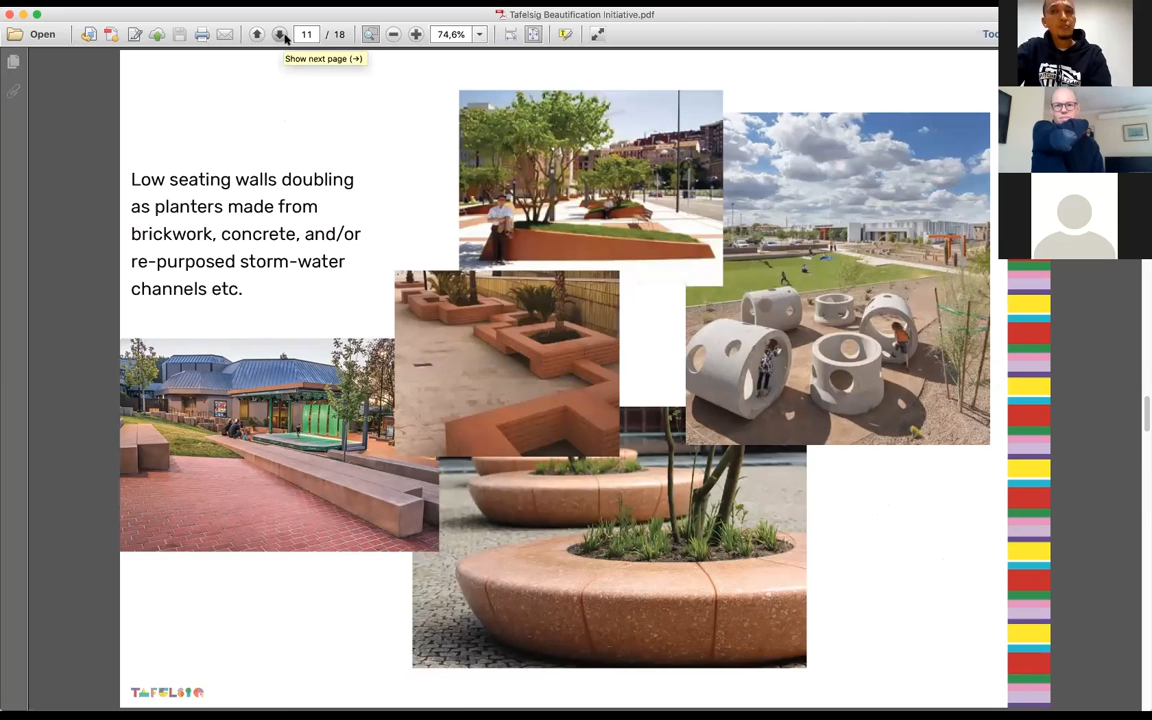 Tafelsig Beautification Initiative.pdf
Open
11 / 18
74,6%
Too
Show next page (→)
Low seating walls doubling
as planters made from
brickwork, concrete, and/or
re-purposed storm-water
channels etc.
TAFELSIG